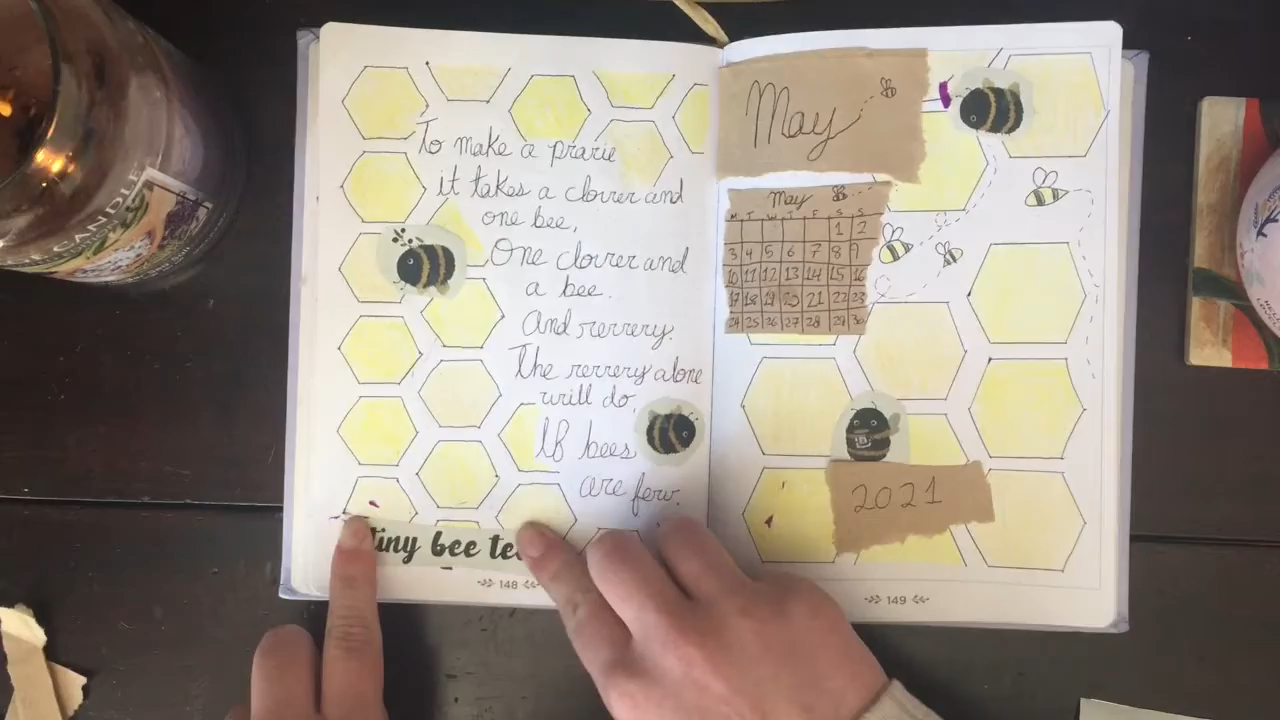 To make a prarie
it takes a clover and
one bee,
One clover and
a bee.
And revery.
The revery alone
will do,
If bees
are few.
tiny bee
148
May
May
M T W T F S S
1 2
3 4 5 6 7 8 9
10 11 12 13 14 15 16
17 18 19 20 21 22 23
24 25 26 27 28 29 30
2021
149
CANDLE